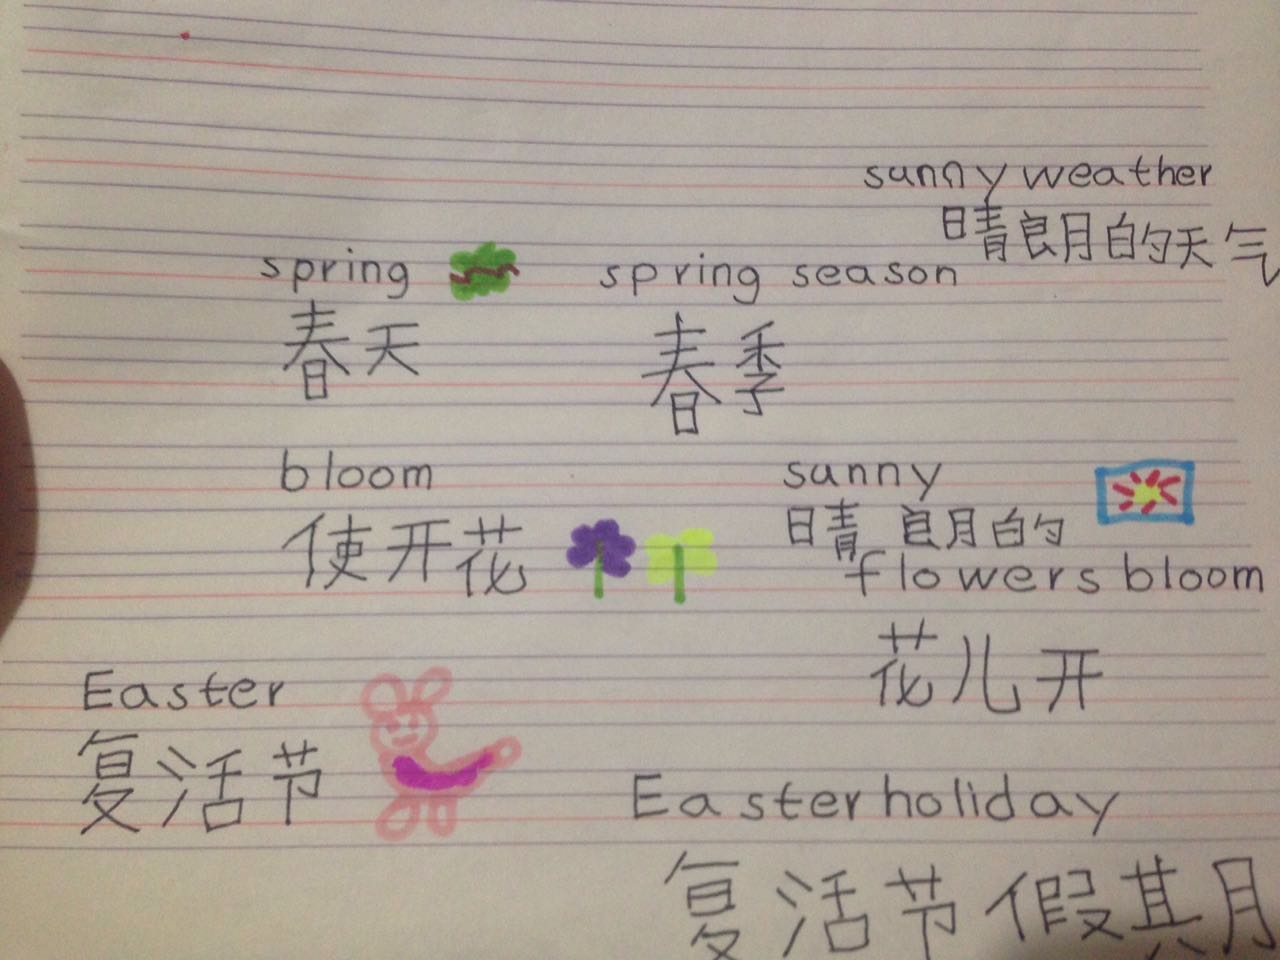 sunny weather
晴朗的天气
spring
春天
spring season
春季
bloom
使开花
sunny
晴朗的
flowers bloom
花儿开
Easter
复活节
Easter holiday
复活节假期